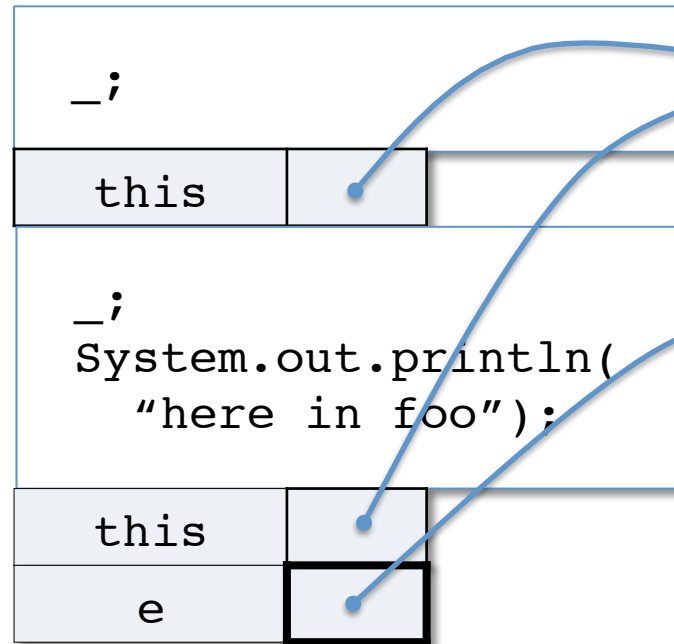 _;
this
_;
System.out.println(
“here in foo”);
this
e